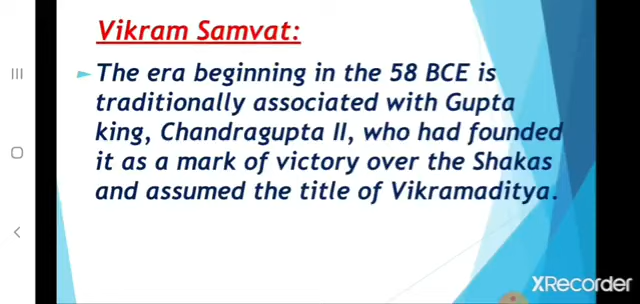 Vikram Samvat:
The era beginning in the 58 BCE is
traditionally associated with Gupta
king, Chandragupta II, who had founded
it as a mark of victory over the Shakas
and assumed the title of Vikramaditya.
XRecorder